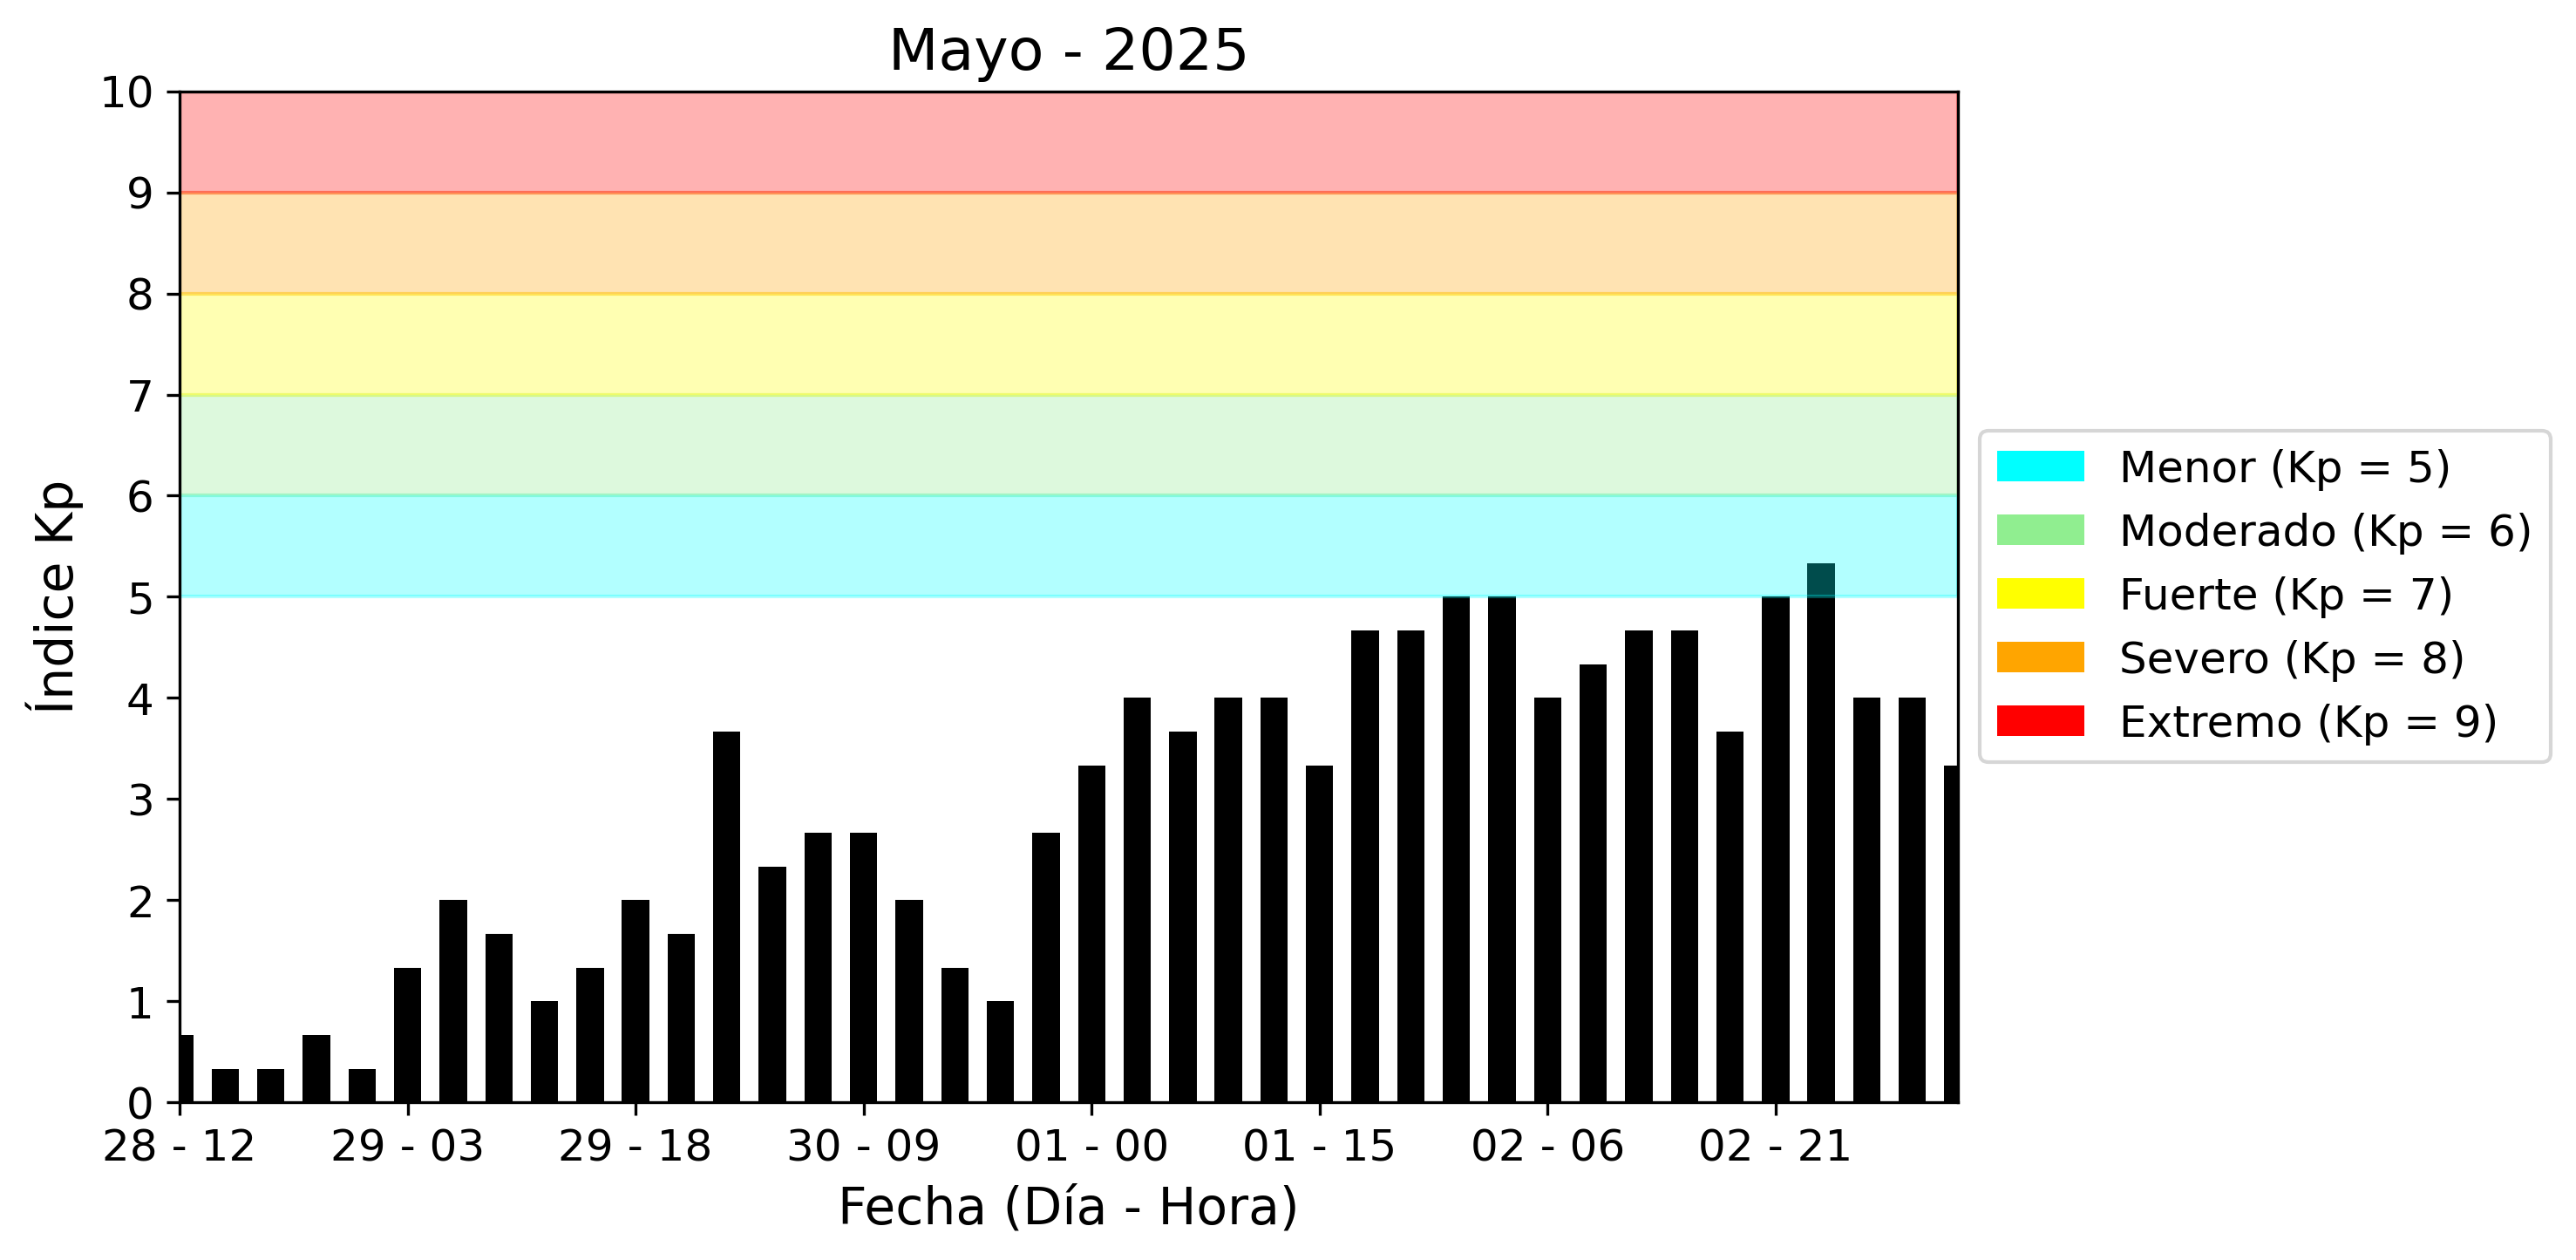 Mayo - 2025
10
9
8
7
6
5
4
3
2
1
0
Índice Kp
28 - 12
29 - 03
29 - 18
30 - 09
01 - 00
01 - 15
02 - 06
02 - 21
Fecha (Día - Hora)
Menor (Kp = 5)
Moderado (Kp = 6)
Fuerte (Kp = 7)
Severo (Kp = 8)
Extremo (Kp = 9)